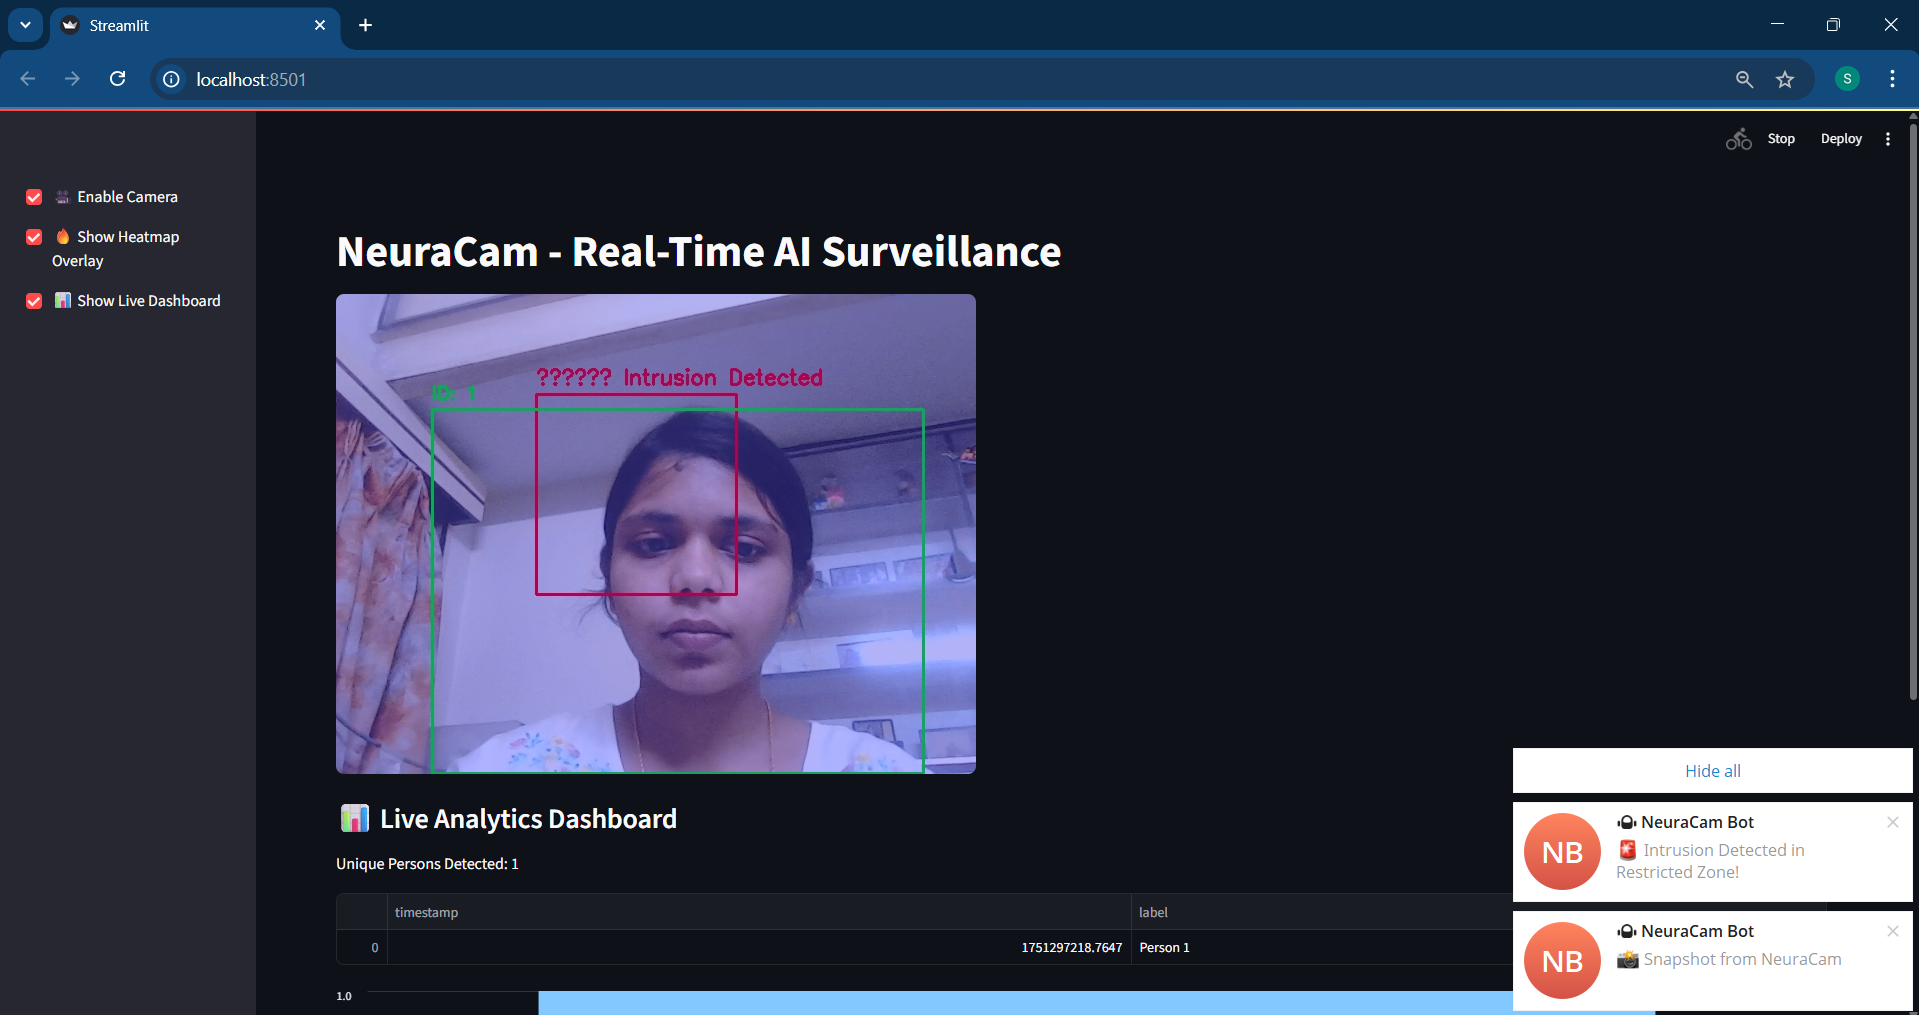 Streamlit
localhost:8501
S
Stop
Deploy
Enable Camera
Show Heatmap
Overlay
Show Live Dashboard
NeuraCam - Real-Time AI Surveillance
?????? Intrusion Detected
ID: 1
Live Analytics Dashboard
Unique Persons Detected: 1
timestamp label
0 1751297218.7647 Person 1
1.0
Hide all
NB
NeuraCam Bot
Intrusion Detected in
Restricted Zone!
NB
NeuraCam Bot
Snapshot from NeuraCam